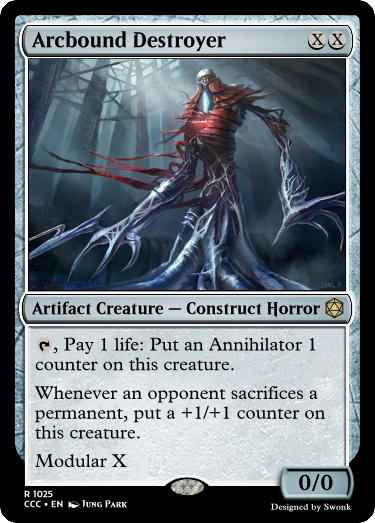 Arcbound Destroyer
X X
Artifact Creature — Construct Horror
, Pay 1 life: Put an Annihilator 1
counter on this creature.
Whenever an opponent sacrifices a
permanent, put a +1/+1 counter on
this creature.
Modular X
0/0
R 1025
CCC • EN Jung Park
Designed by Swonk